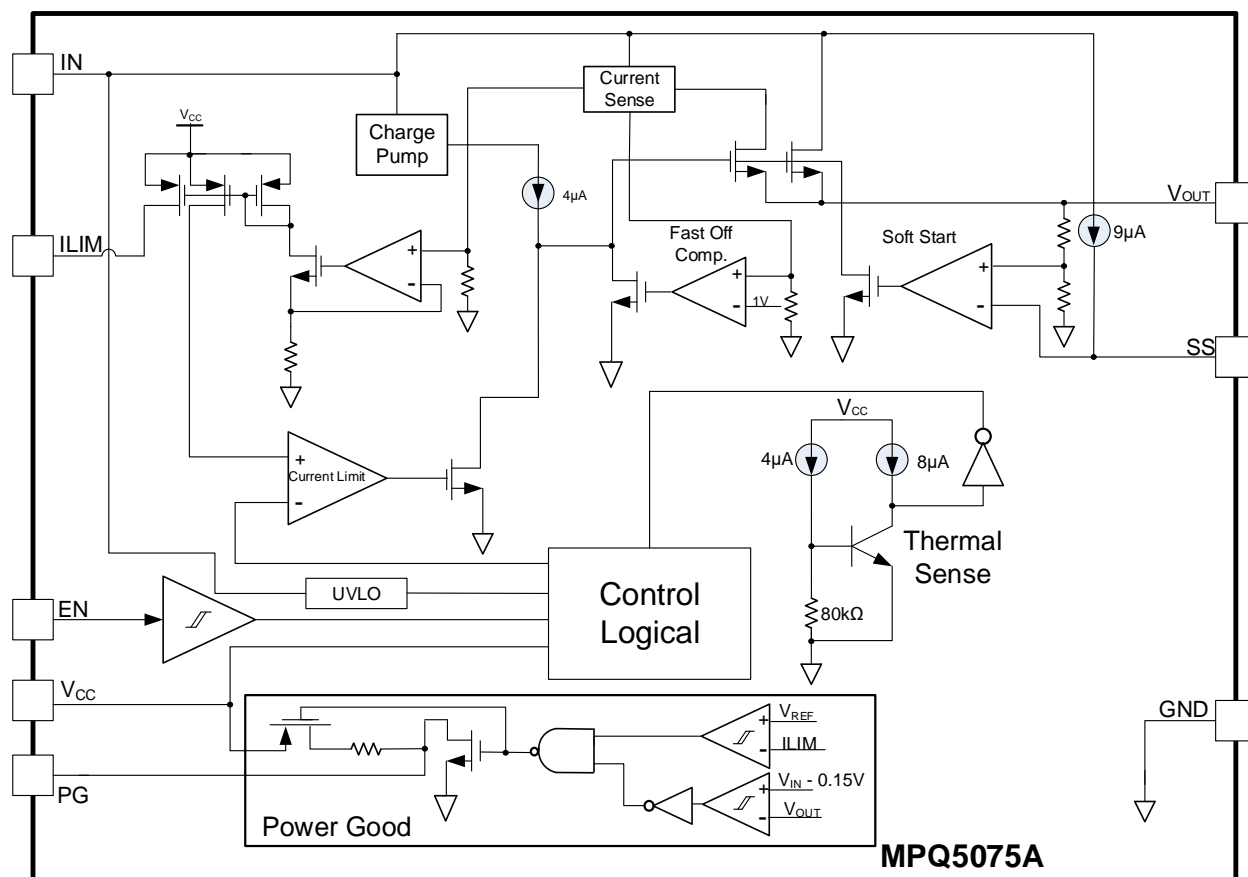 IN
Current
Sense
VCC
Charge
Pump
4µA
VOUT
ILIM
Fast Off
Comp.
Soft Start
9µA
+
-
+
-
1V
+
-
SS
VCC
4µA
8µA
+
Current Limit
-
Thermal
Sense
UVLO
Control
Logical
EN
80kΩ
VCC
GND
VREF
+
-
ILIM
PG
VIN - 0.15V
+
-
VOUT
Power Good
MPQ5075A